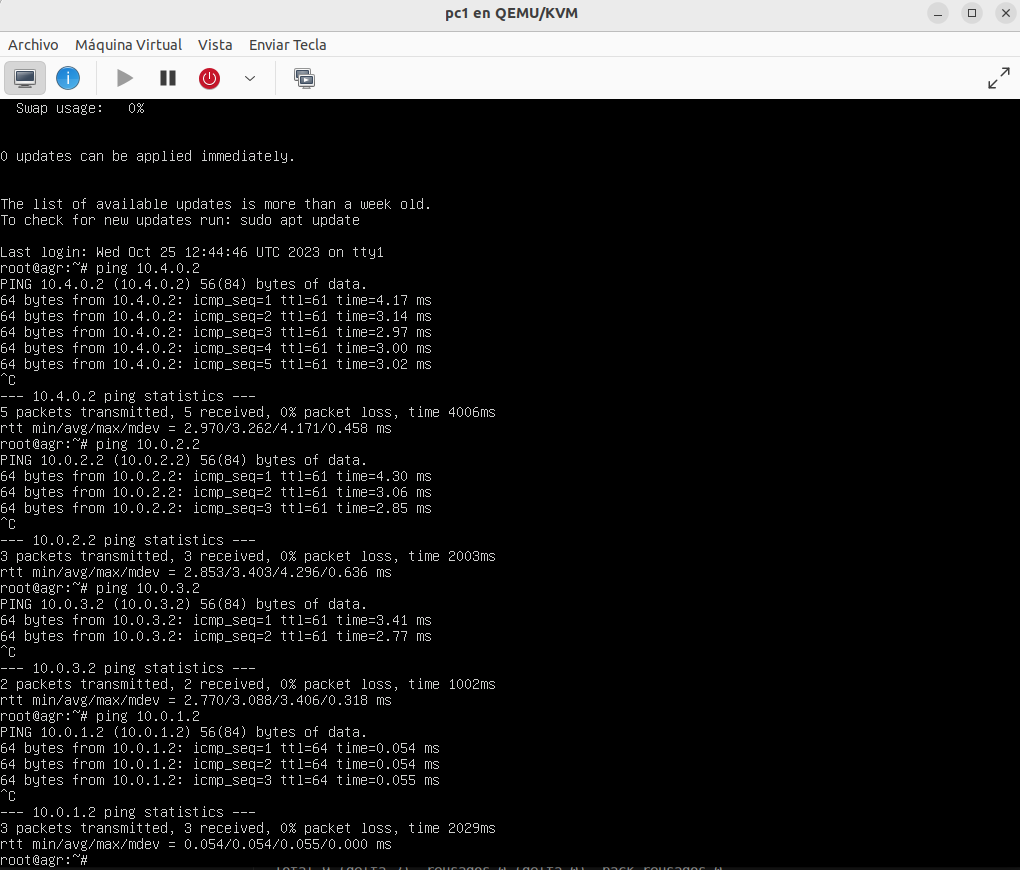 pc1 en QEMU/KVM
Archivo Máquina Virtual Vista Enviar Tecla
Swap usage: 0%
0 updates can be applied immediately.
The list of available updates is more than a week old.
To check for new updates run: sudo apt update
Last login: Wed Oct 25 12:44:46 UTC 2023 on tty1
root@agr:~# ping 10.4.0.2
PING 10.4.0.2 (10.4.0.2) 56(84) bytes of data.
64 bytes from 10.4.0.2: icmp_seq=1 ttl=61 time=4.17 ms
64 bytes from 10.4.0.2: icmp_seq=2 ttl=61 time=3.14 ms
64 bytes from 10.4.0.2: icmp_seq=3 ttl=61 time=2.97 ms
64 bytes from 10.4.0.2: icmp_seq=4 ttl=61 time=3.00 ms
64 bytes from 10.4.0.2: icmp_seq=5 ttl=61 time=3.02 ms
^C
--- 10.4.0.2 ping statistics ---
5 packets transmitted, 5 received, 0% packet loss, time 4006ms
rtt min/avg/max/mdev = 2.970/3.262/4.171/0.458 ms
root@agr:~# ping 10.0.2.2
PING 10.0.2.2 (10.0.2.2) 56(84) bytes of data.
64 bytes from 10.0.2.2: icmp_seq=1 ttl=61 time=4.30 ms
64 bytes from 10.0.2.2: icmp_seq=2 ttl=61 time=3.06 ms
64 bytes from 10.0.2.2: icmp_seq=3 ttl=61 time=2.85 ms
^C
--- 10.0.2.2 ping statistics ---
3 packets transmitted, 3 received, 0% packet loss, time 2003ms
rtt min/avg/max/mdev = 2.853/3.403/4.296/0.636 ms
root@agr:~# ping 10.0.3.2
PING 10.0.3.2 (10.0.3.2) 56(84) bytes of data.
64 bytes from 10.0.3.2: icmp_seq=1 ttl=61 time=3.41 ms
64 bytes from 10.0.3.2: icmp_seq=2 ttl=61 time=2.77 ms
^C
--- 10.0.3.2 ping statistics ---
2 packets transmitted, 2 received, 0% packet loss, time 1002ms
rtt min/avg/max/mdev = 2.770/3.088/3.406/0.318 ms
root@agr:~# ping 10.0.1.2
PING 10.0.1.2 (10.0.1.2) 56(84) bytes of data.
64 bytes from 10.0.1.2: icmp_seq=1 ttl=64 time=0.054 ms
64 bytes from 10.0.1.2: icmp_seq=2 ttl=64 time=0.054 ms
64 bytes from 10.0.1.2: icmp_seq=3 ttl=64 time=0.055 ms
^C
--- 10.0.1.2 ping statistics ---
3 packets transmitted, 3 received, 0% packet loss, time 2029ms
rtt min/avg/max/mdev = 0.054/0.054/0.055/0.000 ms
root@agr:~#